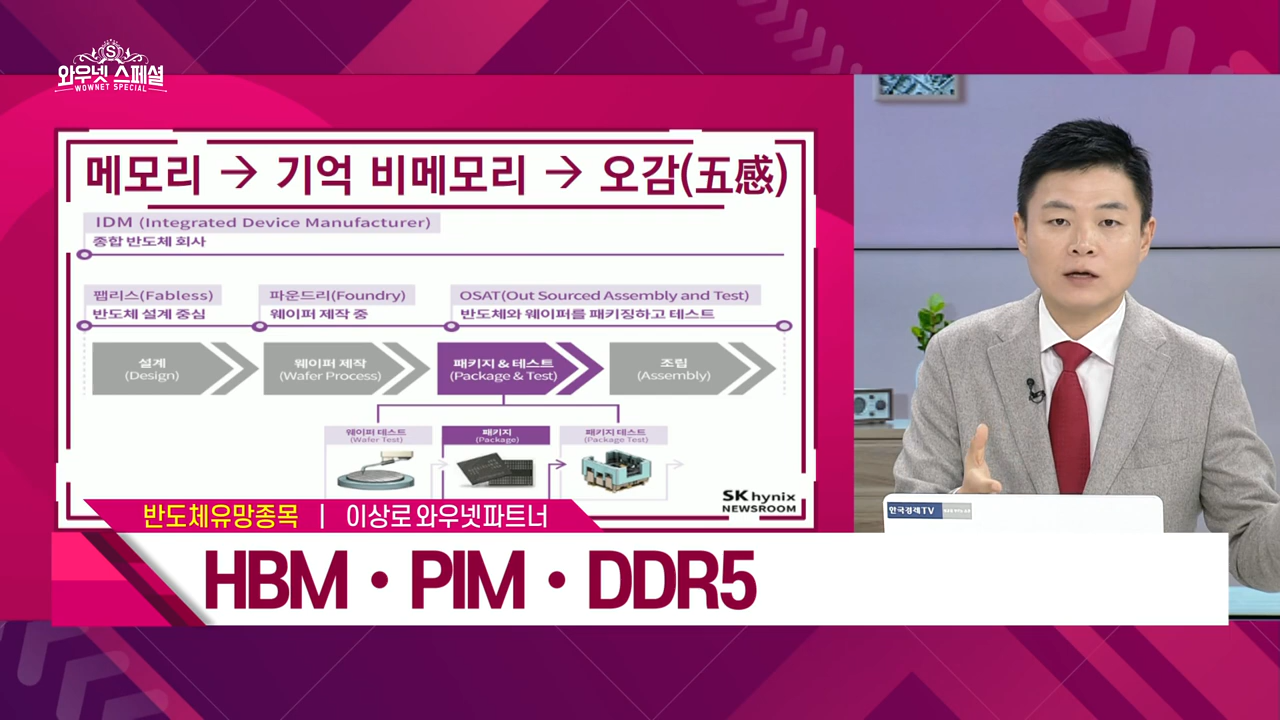 S
와우넷 스페셜
WOWNET SPECIAL
메모리 → 기억 비메모리 → 오감(五感)
IDM (Integrated Device Manufacturer)
종합 반도체 회사
팹리스(Fabless)
반도체 설계 중심
파운드리(Foundry)
웨이퍼 제작 중
OSAT(Out Sourced Assembly and Test)
반도체와 웨이퍼를 패키징하고 테스트
설계
(Design)
웨이퍼 제작
(Wafer Process)
패키지 & 테스트
(Package & Test)
조립
(Assembly)
웨이퍼 테스트
(Wafer Test)
패키지
(Package)
패키지 테스트
(Package Test)
SK hynix
NEWSROOM
한국경제TV
반도체유망종목 | 이상로 와우넷파트너
HBM · PIM · DDR5